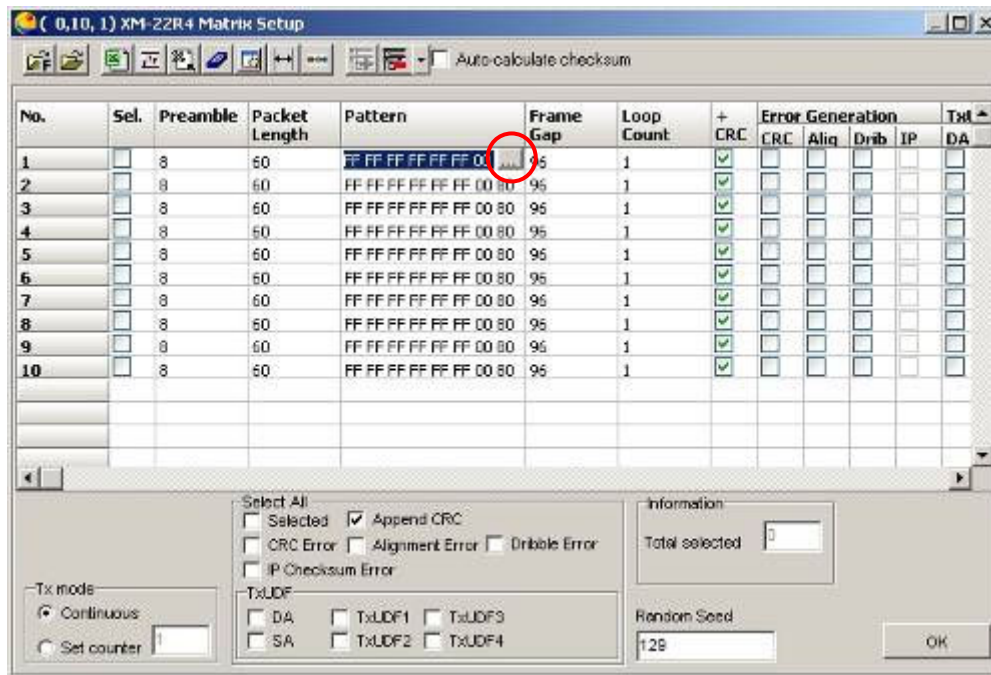 ( 0,10, 1) XM-22R4 Matrix Setup
Auto-calculate checksum
No. Sel. Preamble Packet Length Pattern Frame Gap Loop Count + CRC Error Generation
CRC Aliq Drib IP DA
1 8 60 FF FF FF FF FF FF 00 ... 96 1
2 8 60 FF FF FF FF FF FF 00 80 96 1
3 8 60 FF FF FF FF FF FF 00 80 96 1
4 8 60 FF FF FF FF FF FF 00 80 96 1
5 8 60 FF FF FF FF FF FF 00 80 96 1
6 8 60 FF FF FF FF FF FF 00 80 96 1
7 8 60 FF FF FF FF FF FF 00 80 96 1
8 8 60 FF FF FF FF FF FF 00 80 96 1
9 8 60 FF FF FF FF FF FF 00 80 96 1
10 8 60 FF FF FF FF FF FF 00 80 96 1
Select All
Selected Append CRC
CRC Error Alignment Error Dribble Error
IP Checksum Error
Information
Total selected 0
Tx mode
Continuous
Set counter 1
TxUDF
DA TxUDF1 TxUDF3
SA TxUDF2 TxUDF4
Random Seed
129
OK